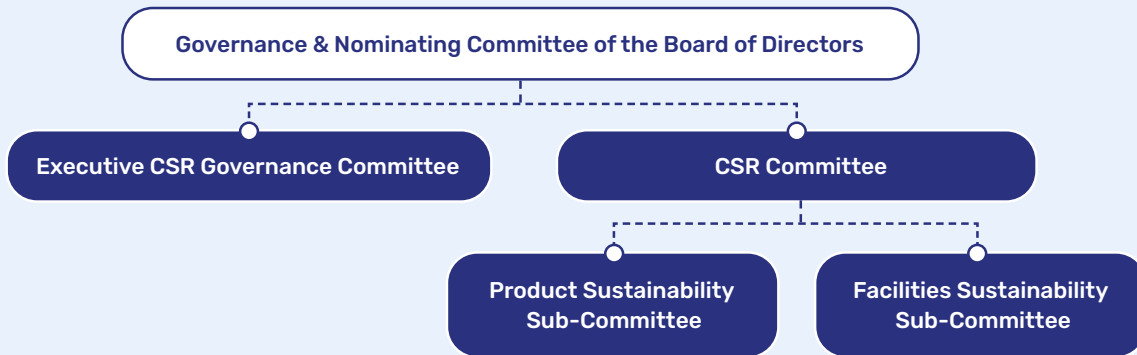 Governance & Nominating Committee of the Board of Directors
Executive CSR Governance Committee
CSR Committee
Product Sustainability
Sub-Committee
Facilities Sustainability
Sub-Committee